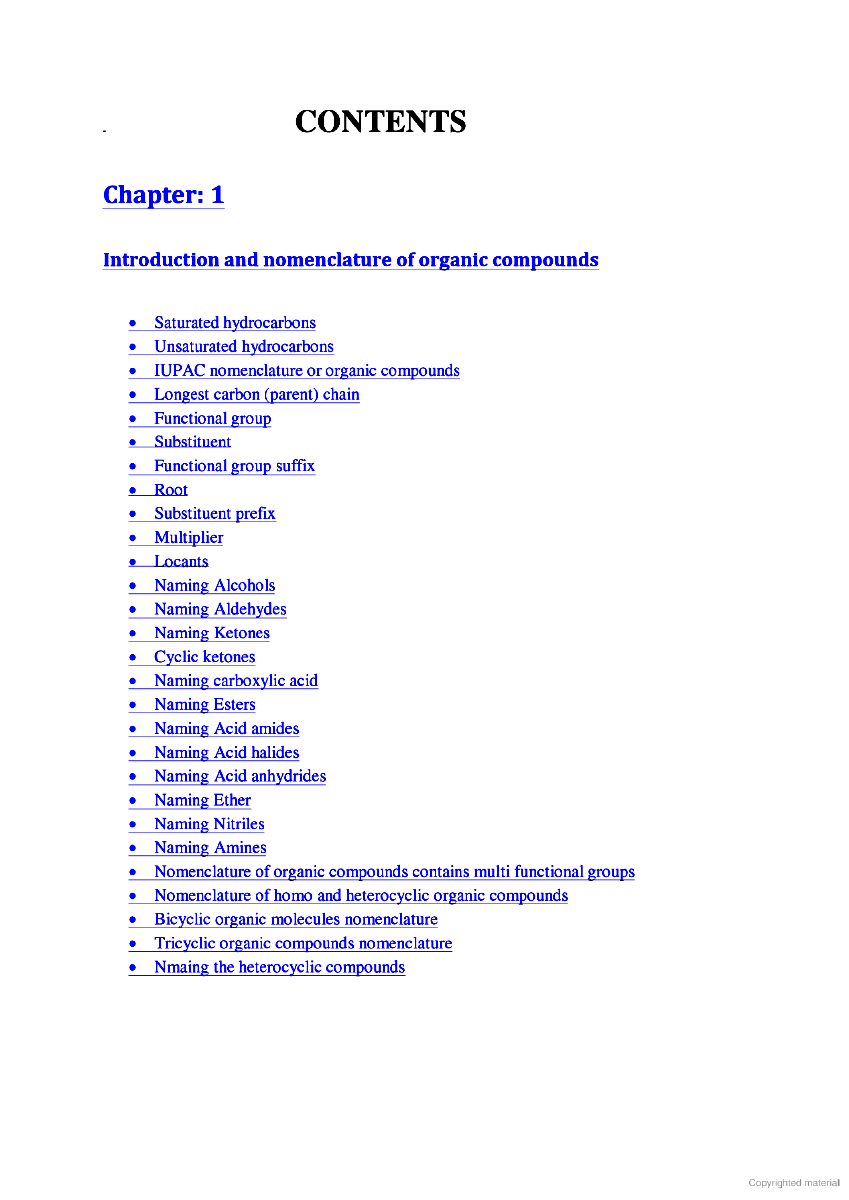 CONTENTS
Chapter: 1
Introduction and nomenclature of organic compounds
• Saturated hydrocarbons
• Unsaturated hydrocarbons
• IUPAC nomenclature or organic compounds
• Longest carbon (parent) chain
• Functional group
• Substituent
• Functional group suffix
• Root
• Substituent prefix
• Multiplier
• Locants
• Naming Alcohols
• Naming Aldehydes
• Naming Ketones
• Cyclic ketones
• Naming carboxylic acid
• Naming Esters
• Naming Acid amides
• Naming Acid halides
• Naming Acid anhydrides
• Naming Ether
• Naming Nitriles
• Naming Amines
• Nomenclature of organic compounds contains multi functional groups
• Nomenclature of homo and heterocyclic organic compounds
• Bicyclic organic molecules nomenclature
• Tricyclic organic compounds nomenclature
• Nmaing the heterocyclic compounds
Copyrighted material